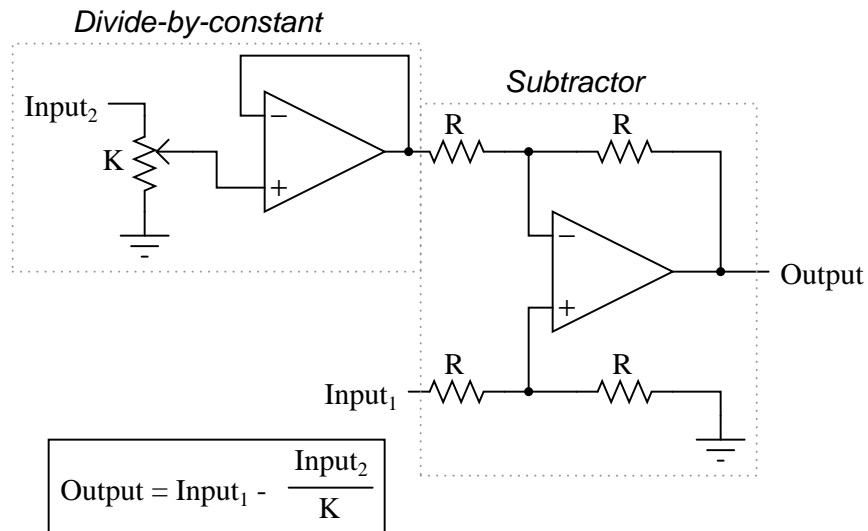 Divide-by-constant
Subtractor
Input₂
K
−
+
R
R
−
+
Output
R
R
Input₁
Output = Input₁ - Input₂
K